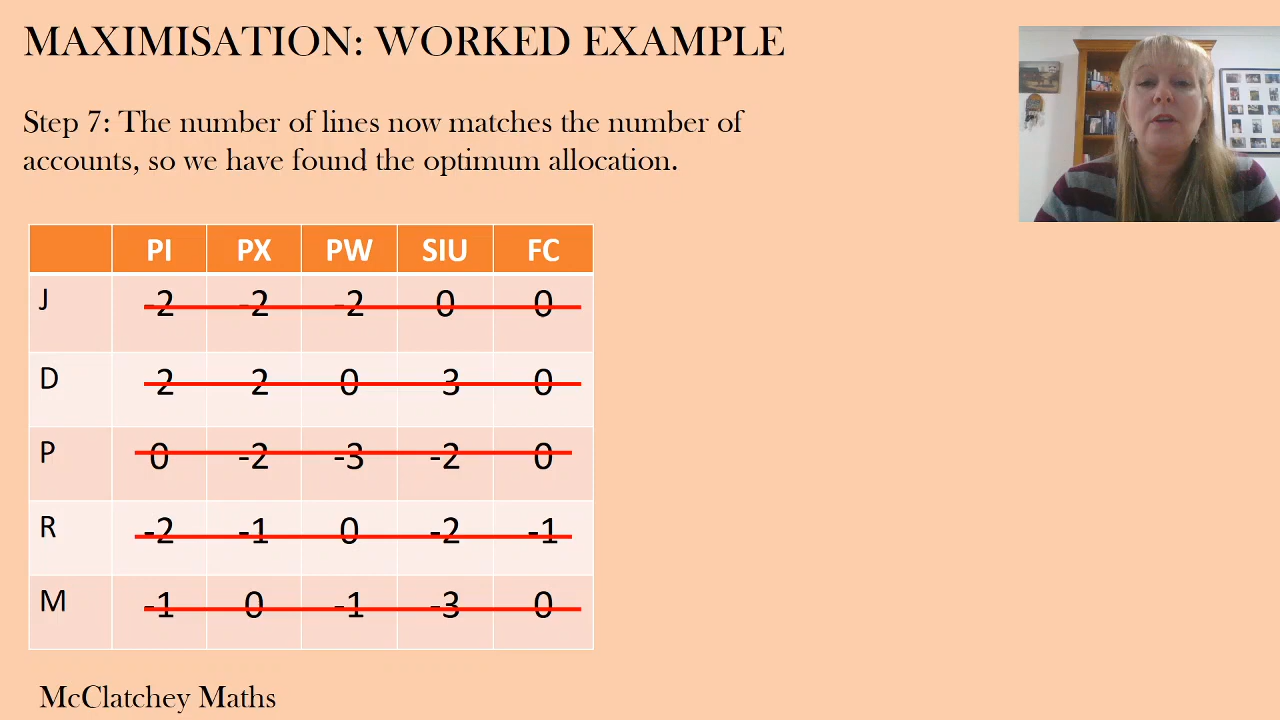 MAXIMISATION: WORKED EXAMPLE
Step 7: The number of lines now matches the number of
accounts, so we have found the optimum allocation.
PI PX PW SIU FC
J -2 -2 -2 0 0
D 2 2 0 3 0
P 0 -2 -3 -2 0
R -2 -1 0 -2 -1
M -1 0 -1 -3 0
McClatchey Maths